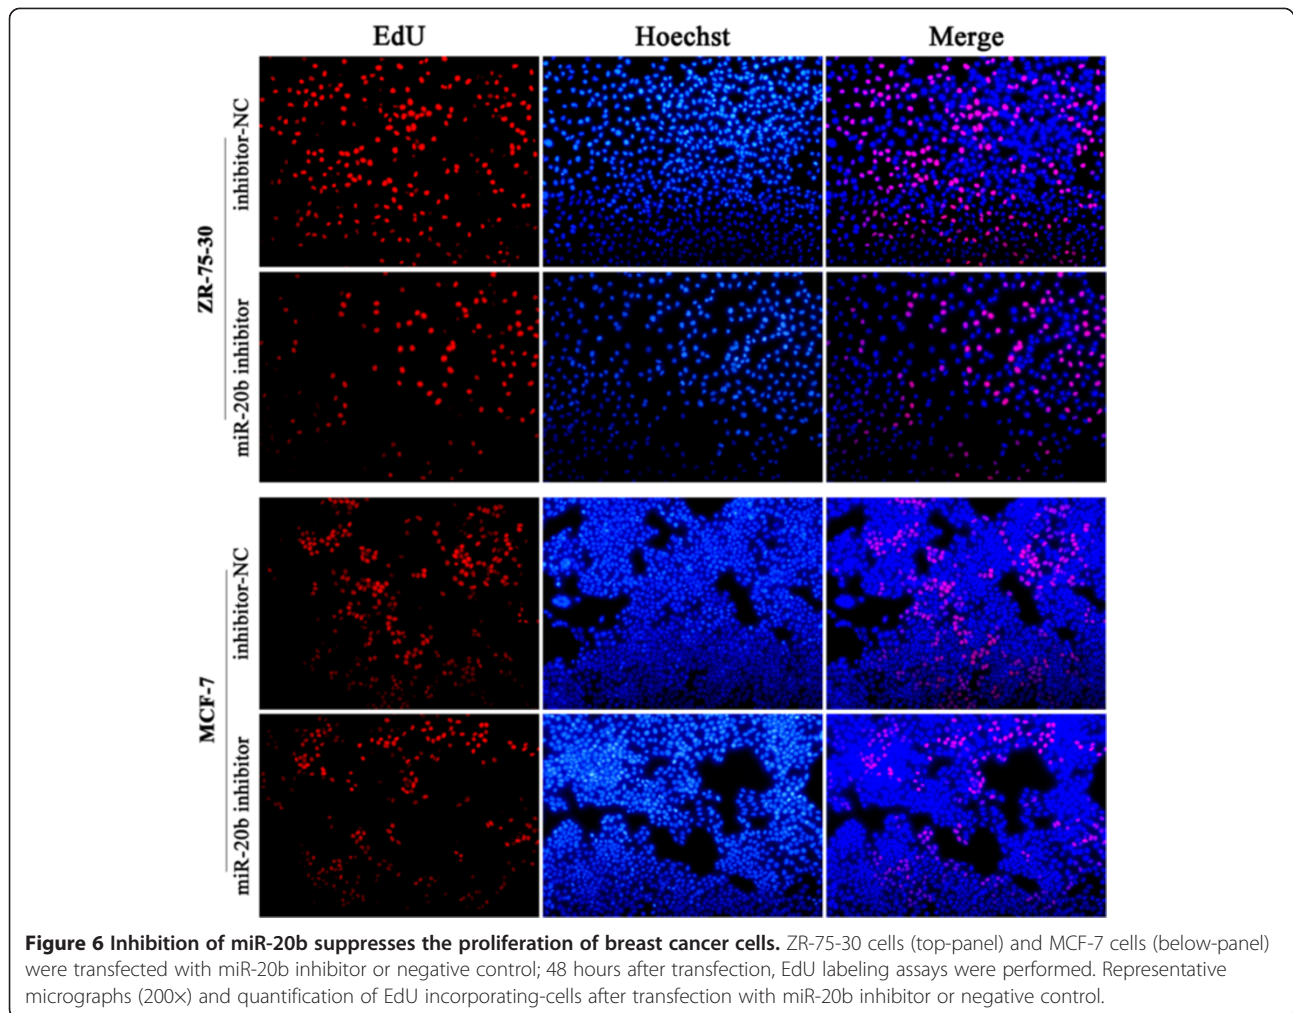 EdU Hoechst Merge
ZR-75-30
inhibitor-NC
miR-20b inhibitor
MCF-7
inhibitor-NC
miR-20b inhibitor
Figure 6 Inhibition of miR-20b suppresses the proliferation of breast cancer cells. ZR-75-30 cells (top-panel) and MCF-7 cells (below-panel)
were transfected with miR-20b inhibitor or negative control; 48 hours after transfection, EdU labeling assays were performed. Representative
micrographs (200×) and quantification of EdU incorporating-cells after transfection with miR-20b inhibitor or negative control.